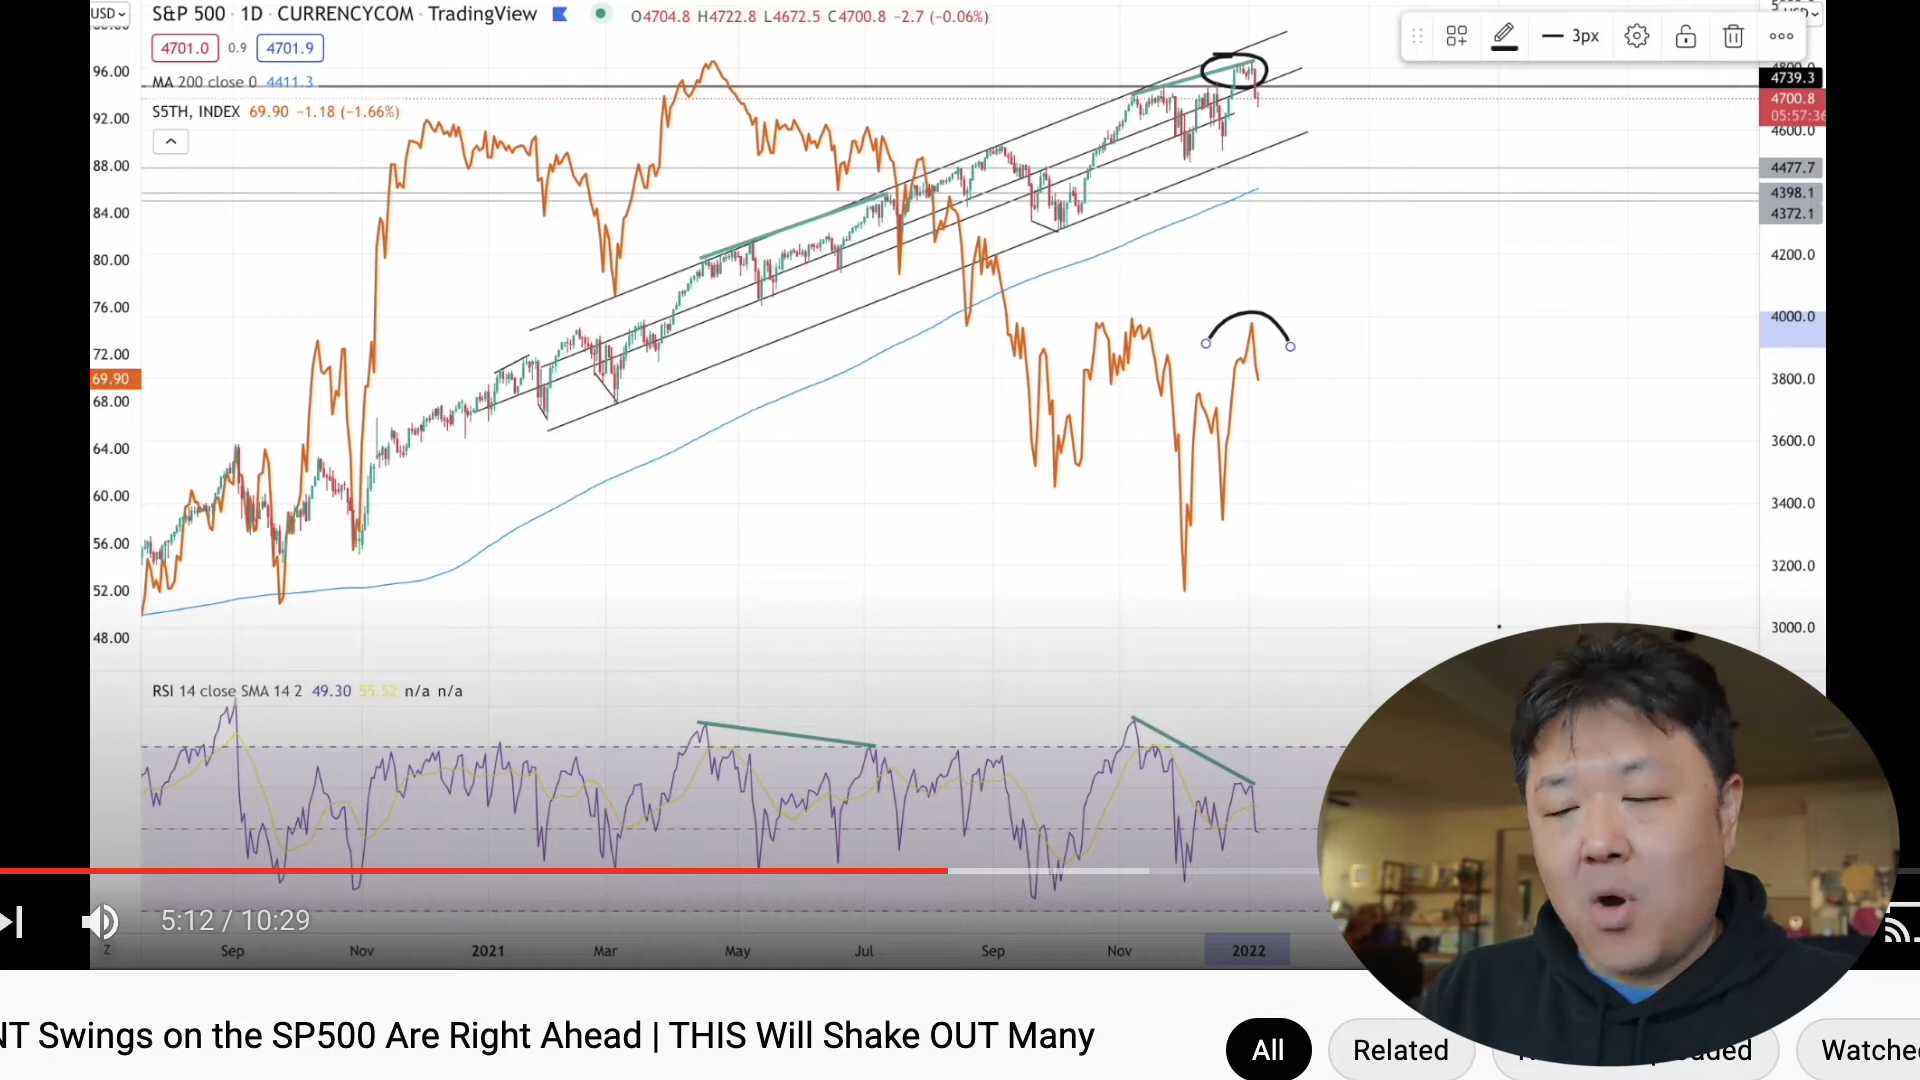 USD
S&P 500 · 1D · CURRENCYCOM · TradingView
O4704.8 H4722.8 L4672.5 C4700.8 −2.7 (−0.06%)
4701.0 0.9 4701.9
MA 200 close 0 4411.3
S5TH, INDEX 69.90 −1.18 (−1.66%)
3px
96.00
92.00
88.00
84.00
80.00
76.00
72.00
69.90
68.00
64.00
60.00
56.00
52.00
48.00
4739.3
4700.8
05:57:36
4600.0
4477.7
4398.1
4372.1
4200.0
4000.0
3800.0
3600.0
3400.0
3200.0
3000.0
RSI 14 close SMA 14 2 49.30 55.52 n/a n/a
5:12 / 10:29
Z Sep Nov 2021 Mar May Jul Sep Nov 2022
NT Swings on the SP500 Are Right Ahead | THIS Will Shake OUT Many
All Related Watched